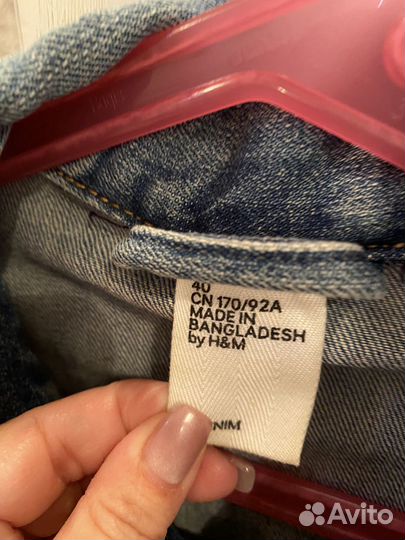 40
CN 170/92A
MADE IN
BANGLADESH
by H&M
Avito